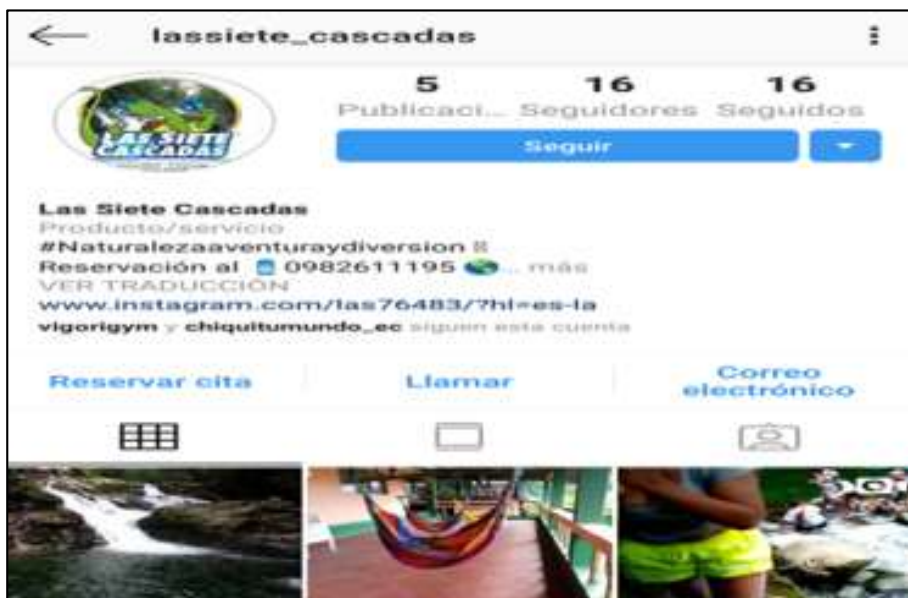 lassiete_cascadas
5 16 16
Publicaci... Seguidores Seguidos
Seguir
LAS SIETE
CASCADAS
Las Siete Cascadas
Producto/servicio
#Naturalezaaventuraydiversion
Reservación al 0982611195 ... más
VER TRADUCCIÓN
www.instagram.com/las76483/?hl=es-la
vigorigym y chiquitumundo_ec siguen esta cuenta
Reservar cita Llamar Correo electrónico